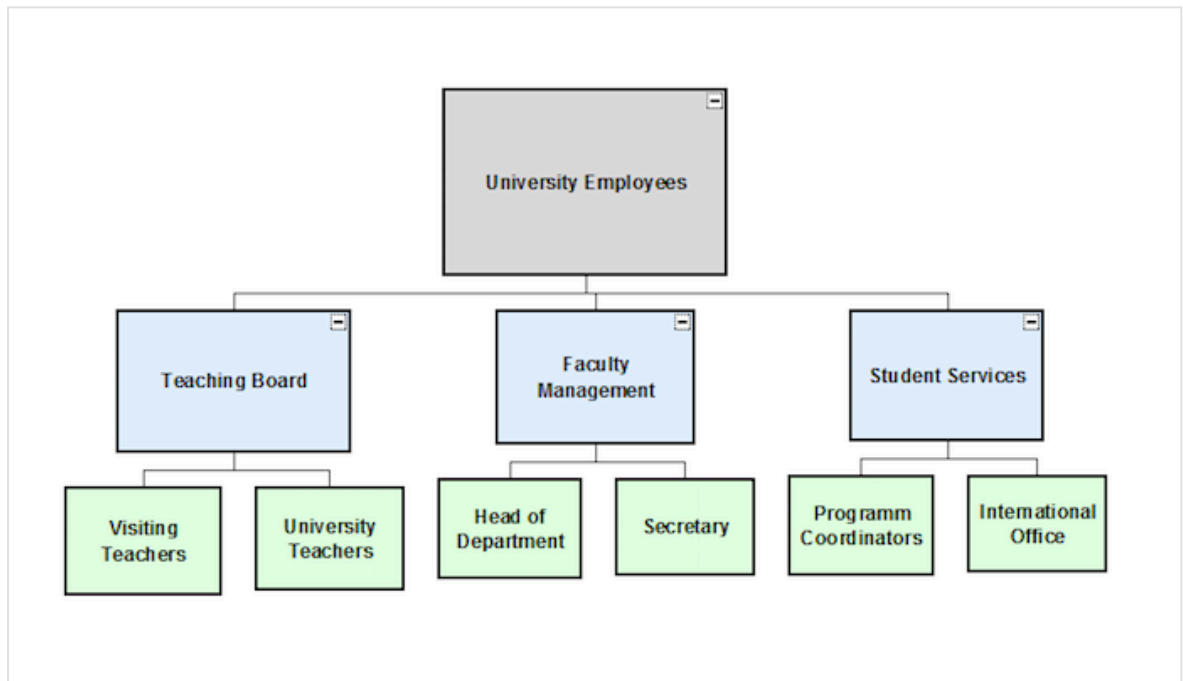 University Employees
Teaching Board
Faculty
Management
Student Services
Visiting
Teachers
University
Teachers
Head of
Department
Secretary
Programm
Coordinators
International
Office